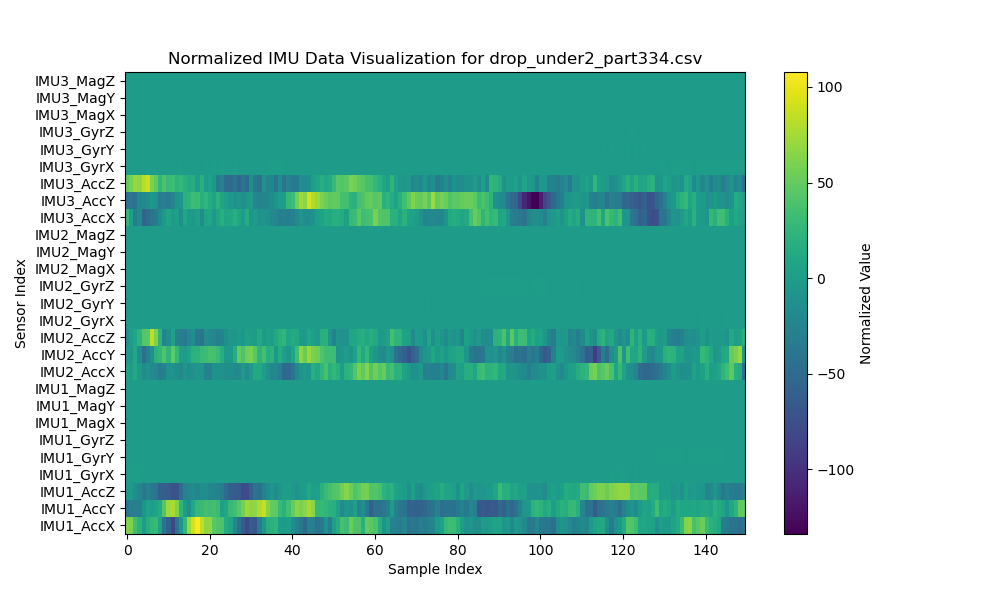 Normalized IMU Data Visualization for drop_under2_part334.csv
IMU3_MagZ
IMU3_MagY
IMU3_MagX
IMU3_GyrZ
IMU3_GyrY
IMU3_GyrX
IMU3_AccZ
IMU3_AccY
IMU3_AccX
IMU2_MagZ
IMU2_MagY
IMU2_MagX
IMU2_GyrZ
IMU2_GyrY
IMU2_GyrX
IMU2_AccZ
IMU2_AccY
IMU2_AccX
IMU1_MagZ
IMU1_MagY
IMU1_MagX
IMU1_GyrZ
IMU1_GyrY
IMU1_GyrX
IMU1_AccZ
IMU1_AccY
IMU1_AccX
Sensor Index
0 20 40 60 80 100 120 140
Sample Index
100
50
0
−50
−100
Normalized Value